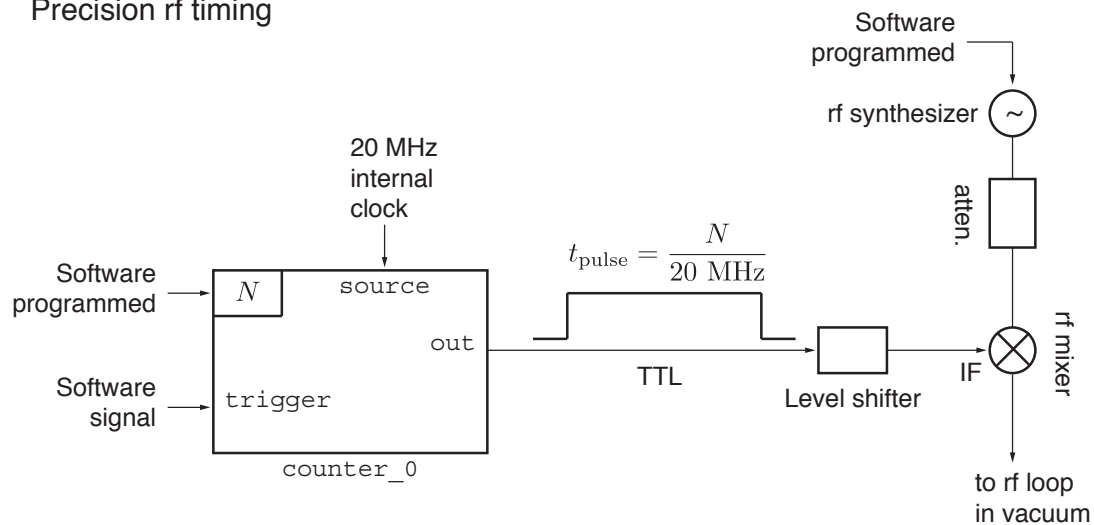 Precision rf timing
Software
programmed
rf synthesizer
~
atten.
20 MHz
internal
clock
t_pulse = N / 20 MHz
Software
programmed
N
source
out
TTL
Level shifter
IF
rf mixer
Software
signal
trigger
counter_0
to rf loop
in vacuum